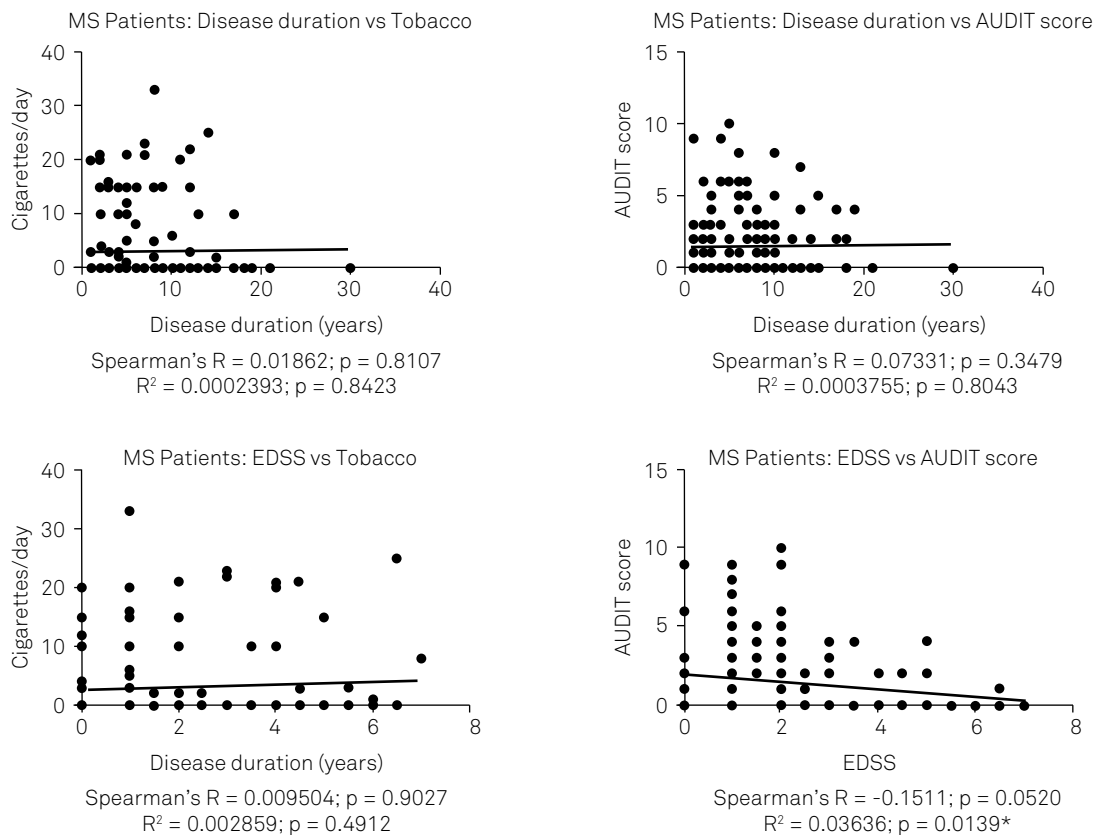 MS Patients: Disease duration vs Tobacco
40
30
20
10
0
Cigarettes/day
0 10 20 30 40
Disease duration (years)
Spearman's R = 0.01862; p = 0.8107
R² = 0.0002393; p = 0.8423
MS Patients: Disease duration vs AUDIT score
15
10
5
0
AUDIT score
0 10 20 30 40
Disease duration (years)
Spearman's R = 0.07331; p = 0.3479
R² = 0.0003755; p = 0.8043
MS Patients: EDSS vs Tobacco
40
30
20
10
0
Cigarettes/day
0 2 4 6 8
Disease duration (years)
Spearman's R = 0.009504; p = 0.9027
R² = 0.002859; p = 0.4912
MS Patients: EDSS vs AUDIT score
15
10
5
0
AUDIT score
0 2 4 6 8
EDSS
Spearman's R = -0.1511; p = 0.0520
R² = 0.03636; p = 0.0139*